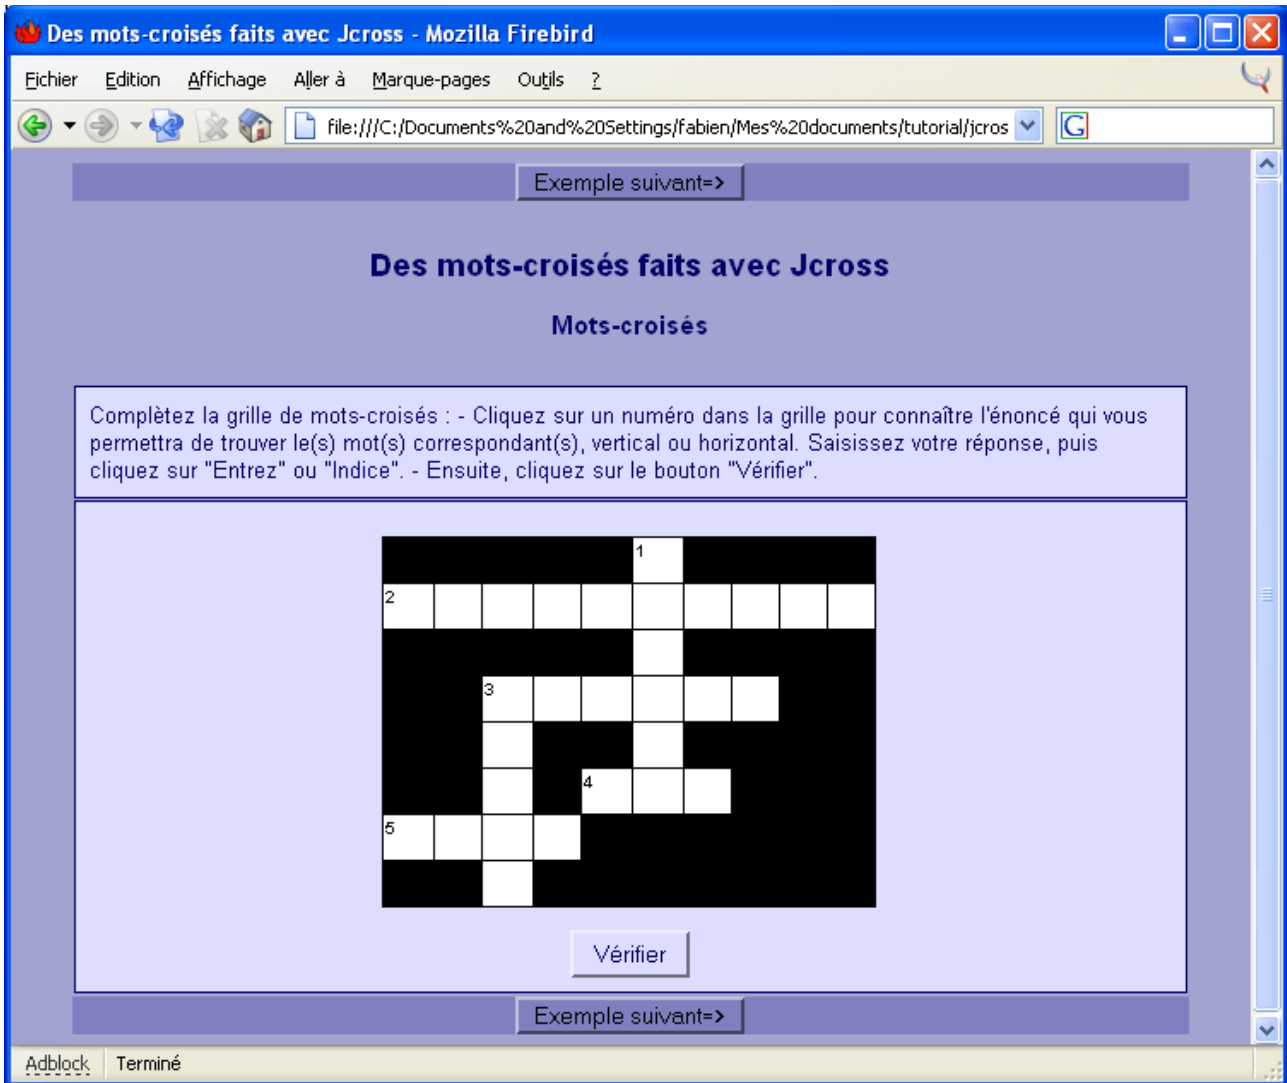 Des mots-croisés faits avec Jcross - Mozilla Firebird
Fichier Edition Affichage Aller à Marque-pages Outils ?
file:///C:/Documents%20and%20Settings/fabien/Mes%20documents/tutorial/jcros G
Exemple suivant=>
Des mots-croisés faits avec Jcross
Mots-croisés
Complètez la grille de mots-croisés : - Cliquez sur un numéro dans la grille pour connaître l'énoncé qui vous
permettra de trouver le(s) mot(s) correspondant(s), vertical ou horizontal. Saisissez votre réponse, puis
cliquez sur "Entrez" ou "Indice". - Ensuite, cliquez sur le bouton "Vérifier".
1
2
3
4
5
Vérifier
Exemple suivant=>
Adblock Terminé